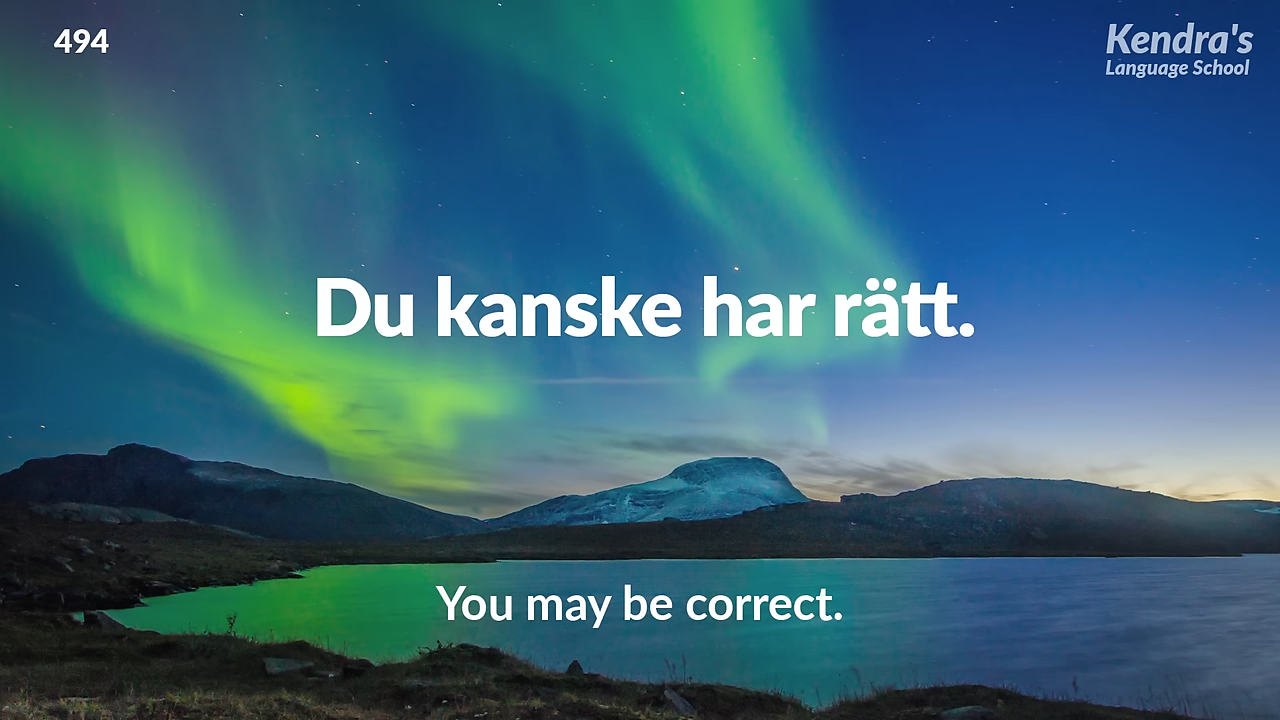 494
Kendra's
Language School
Du kanske har rätt.
You may be correct.